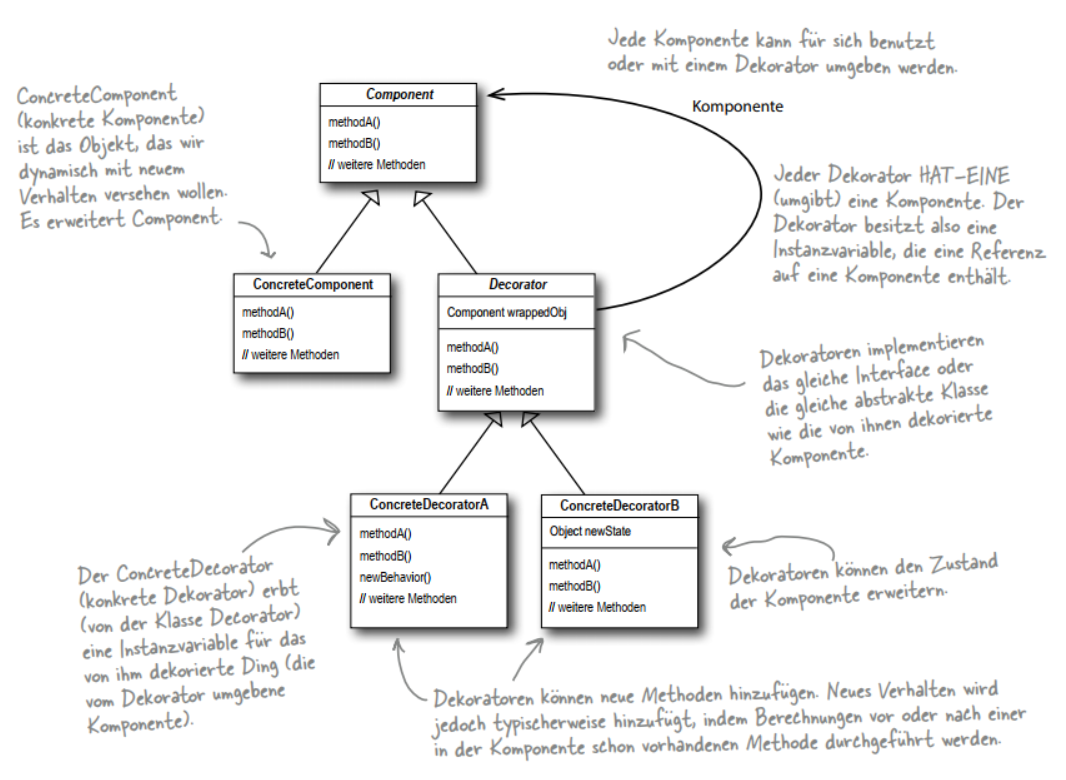 Jede Komponente kann für sich benutzt
oder mit einem Dekorator umgeben werden.
ConcreteComponent
(konkrete Komponente)
ist das Objekt, das wir
dynamisch mit neuem
Verhalten versehen wollen.
Es erweitert Component.
Component
methodA()
methodB()
// weitere Methoden
Komponente
Jeder Dekorator HAT-EINE
(umgibt) eine Komponente. Der
Dekorator besitzt also eine
Instanzvariable, die eine Referenz
auf eine Komponente enthält.
ConcreteComponent
methodA()
methodB()
// weitere Methoden
Decorator
Component wrappedObj
methodA()
methodB()
// weitere Methoden
Dekoratoren implementieren
das gleiche Interface oder
die gleiche abstrakte Klasse
wie die von ihnen dekorierte
Komponente.
ConcreteDecoratorA
methodA()
methodB()
newBehavior()
// weitere Methoden
ConcreteDecoratorB
Object newState
methodA()
methodB()
// weitere Methoden
Der ConcreteDecorator
(konkrete Dekorator) erbt
(von der Klasse Decorator)
eine Instanzvariable für das
von ihm dekorierte Ding (die
vom Dekorator umgebene
Komponente).
Dekoratoren können den Zustand
der Komponente erweitern.
Dekoratoren können neue Methoden hinzufügen. Neues Verhalten wird
jedoch typischerweise hinzufügt, indem Berechnungen vor oder nach einer
in der Komponente schon vorhandenen Methode durchgeführt werden.